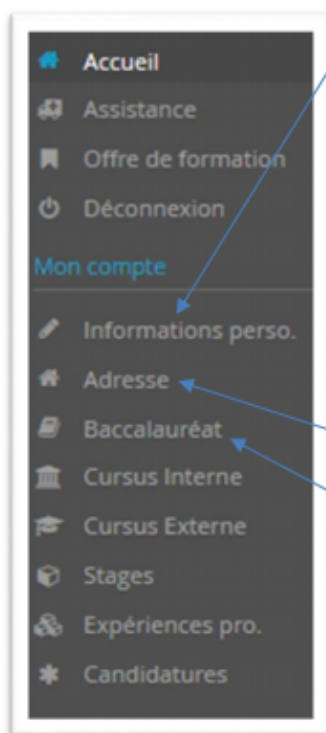 Accueil
Assistance
Offre de formation
Déconnexion
Mon compte
Informations perso.
Adresse
Baccalauréat
Cursus Interne
Cursus Externe
Stages
Expériences pro.
Candidatures